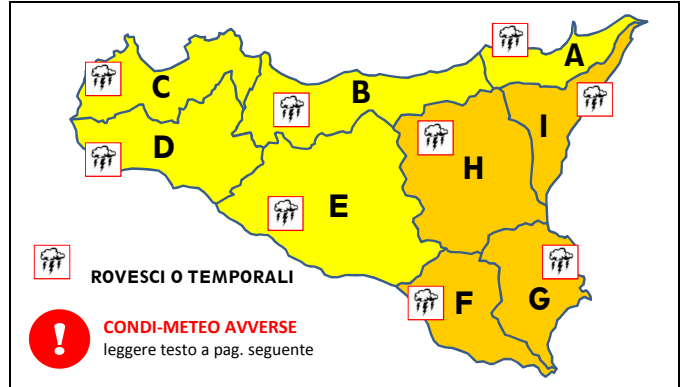 A
C
B
I
D
H
E
ROVESCI O TEMPORALI
F
G
CONDI-METEO AVVERSE
leggere testo a pag. seguente